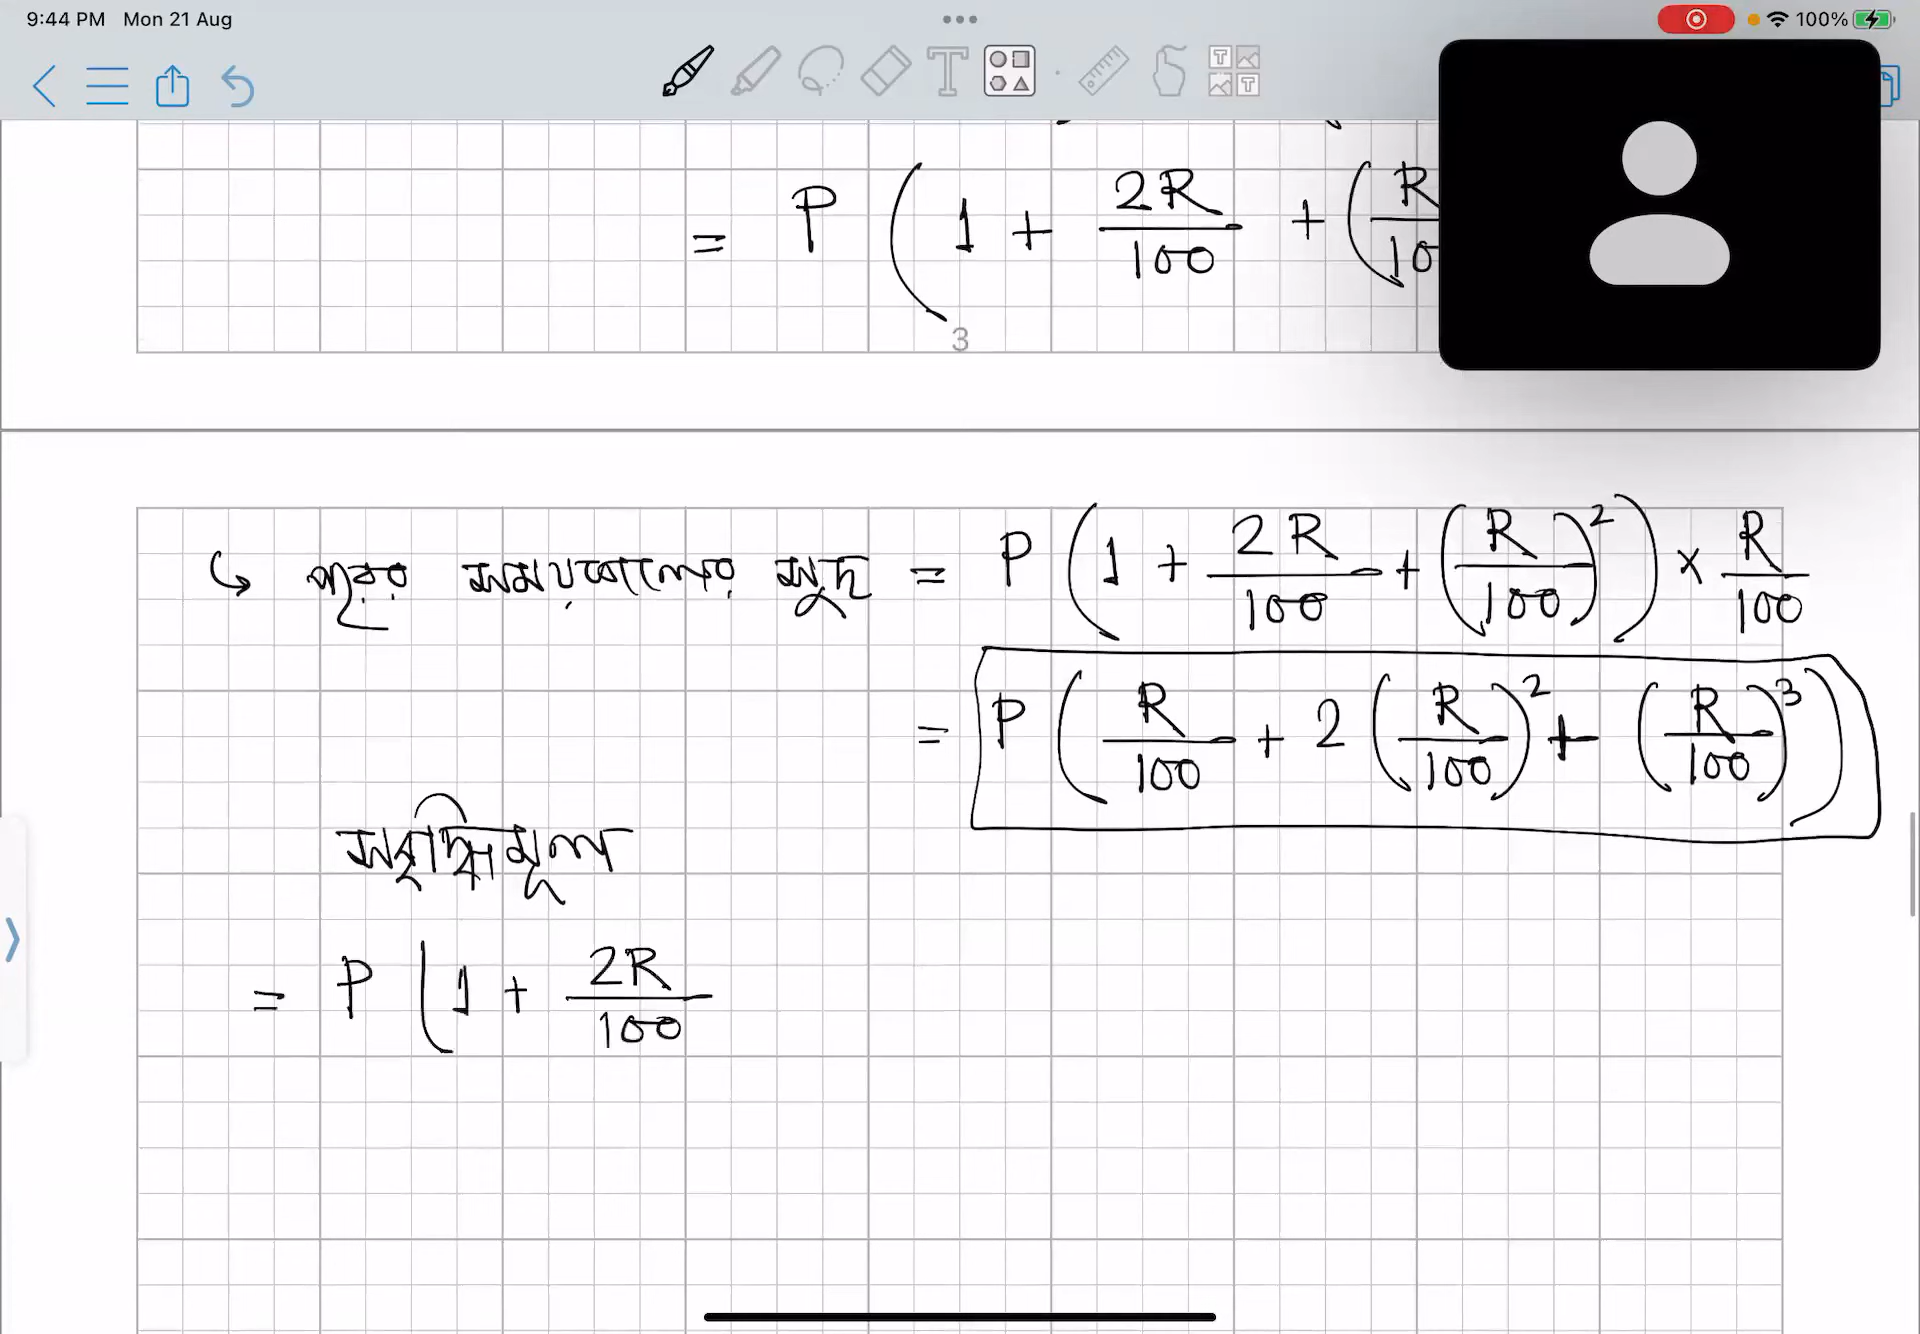 9:44 PM Mon 21 Aug
100%
= P ( 1 + 2R/100 + ( R/10
3
↳ সময়কালের সুদ = P ( 1 + 2R/100 + (R/100)² ) × R/100
= P ( R/100 + 2 (R/100)² + (R/100)³ )
সবৃদ্ধিমূল
= P ( 1 + 2R/100